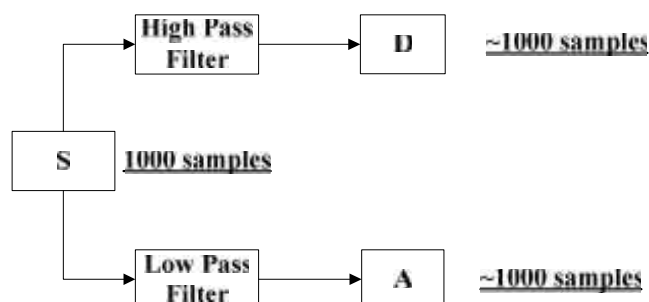 High Pass
Filter
D
~1000 samples
S
1000 samples
Low Pass
Filter
A
~1000 samples